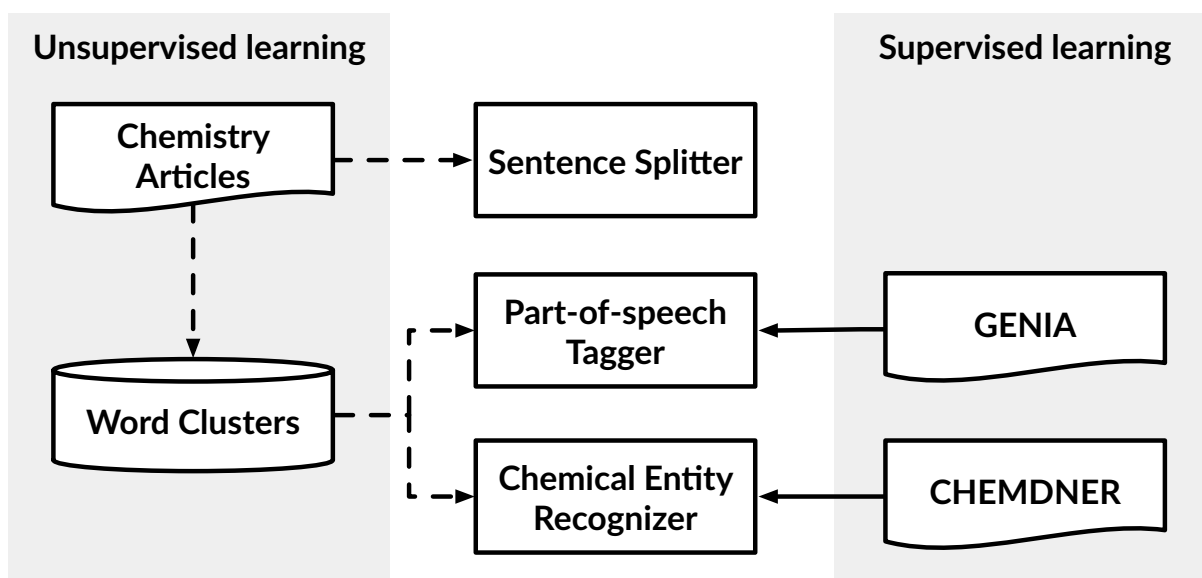 Unsupervised learning
Supervised learning
Chemistry
Articles
Sentence Splitter
Part-of-speech
Tagger
GENIA
Word Clusters
Chemical Entity
Recognizer
CHEMDNER